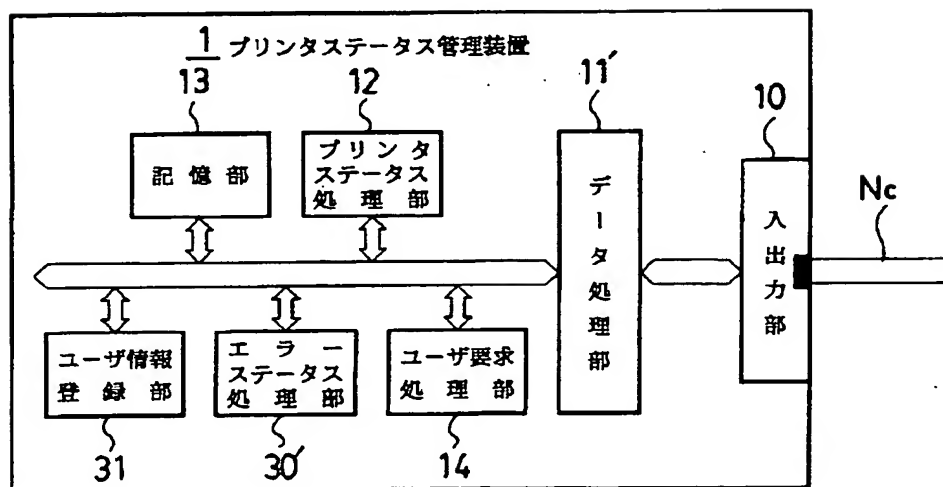 1 プリンタステータス管理装置
13
12
11′
10
記憶部
プリンタ
ステータス
処理部
データ処理部
入出力部
Nc
ユーザ情報
登録部
エラー
ステータス
処理部
ユーザ要求
処理部
31
30′
14